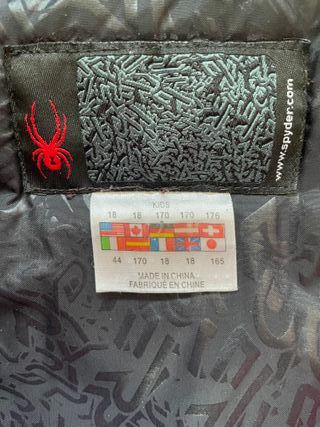 www.spyder.com
KIDS
18 18 170 170 176
44 170 18 18 165
MADE IN CHINA
FABRIQUÉ EN CHINE